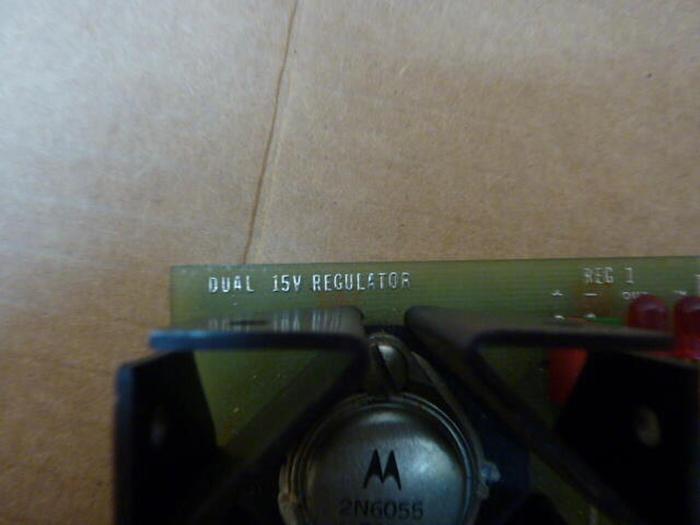 DUAL 15V REGULATOR
REG 1
+ -
2N6055